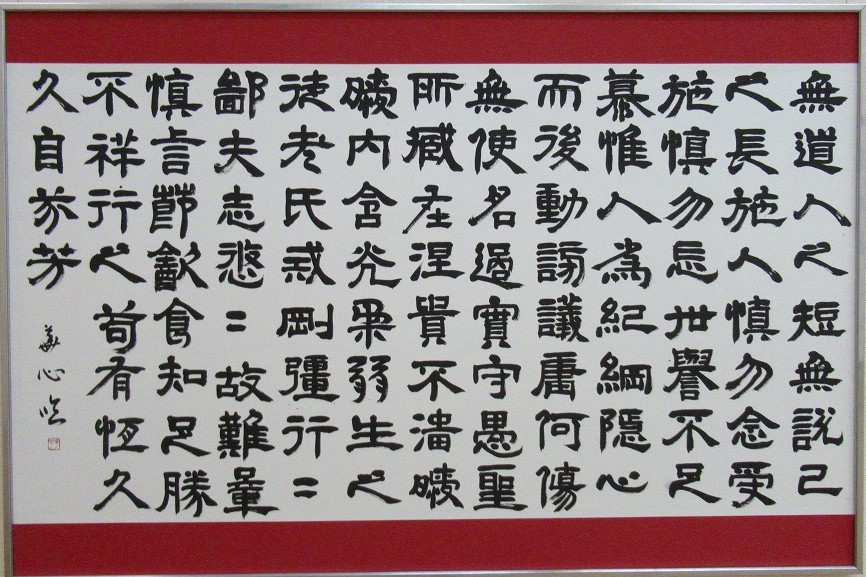 無道人之短無説己
之長施人慎勿念受
施慎勿忘世譽不足
慕惟人為紀綱隠心
而後動謗議庸何傷
無使名過實守愚聖
所臧在涅貴不淄曖
曖内含光柔弱生之
徒老氏戒剛彊行〻
鄙夫志悠〻故難量
慎言節飲食知足勝
不祥行之苟有恆久
久自芬芳